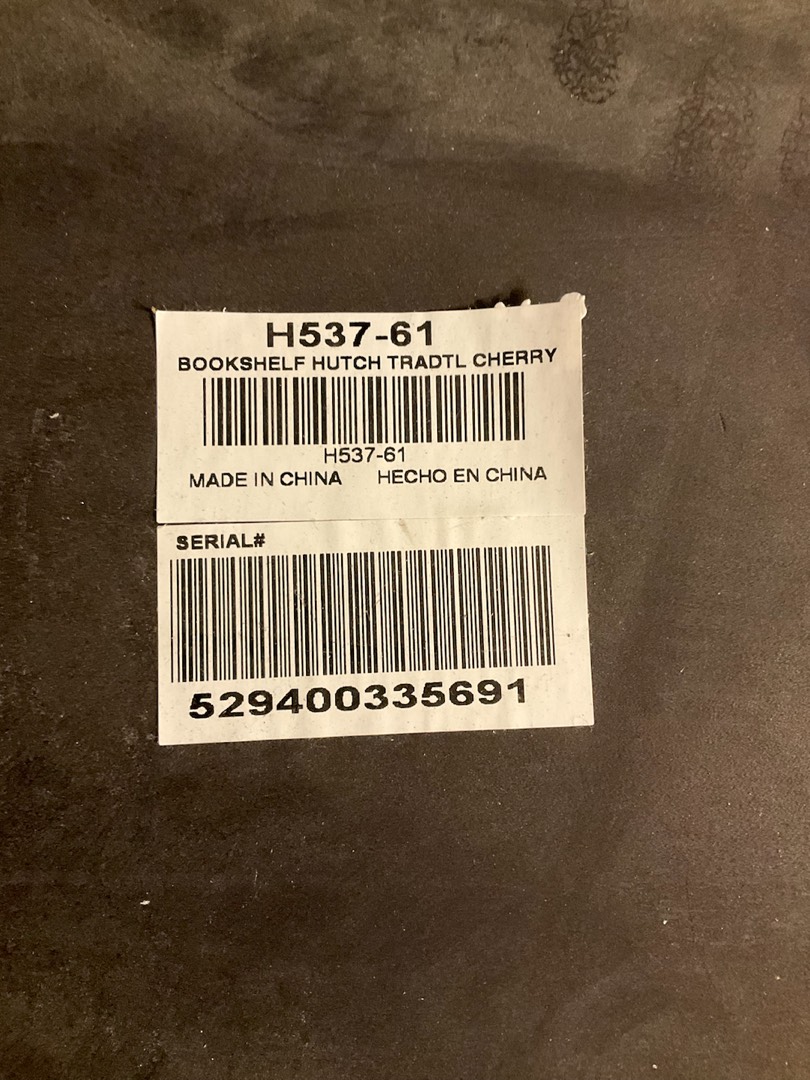 H537-61
BOOKSHELF HUTCH TRADTL CHERRY
H537-61
MADE IN CHINA HECHO EN CHINA
SERIAL#
529400335691